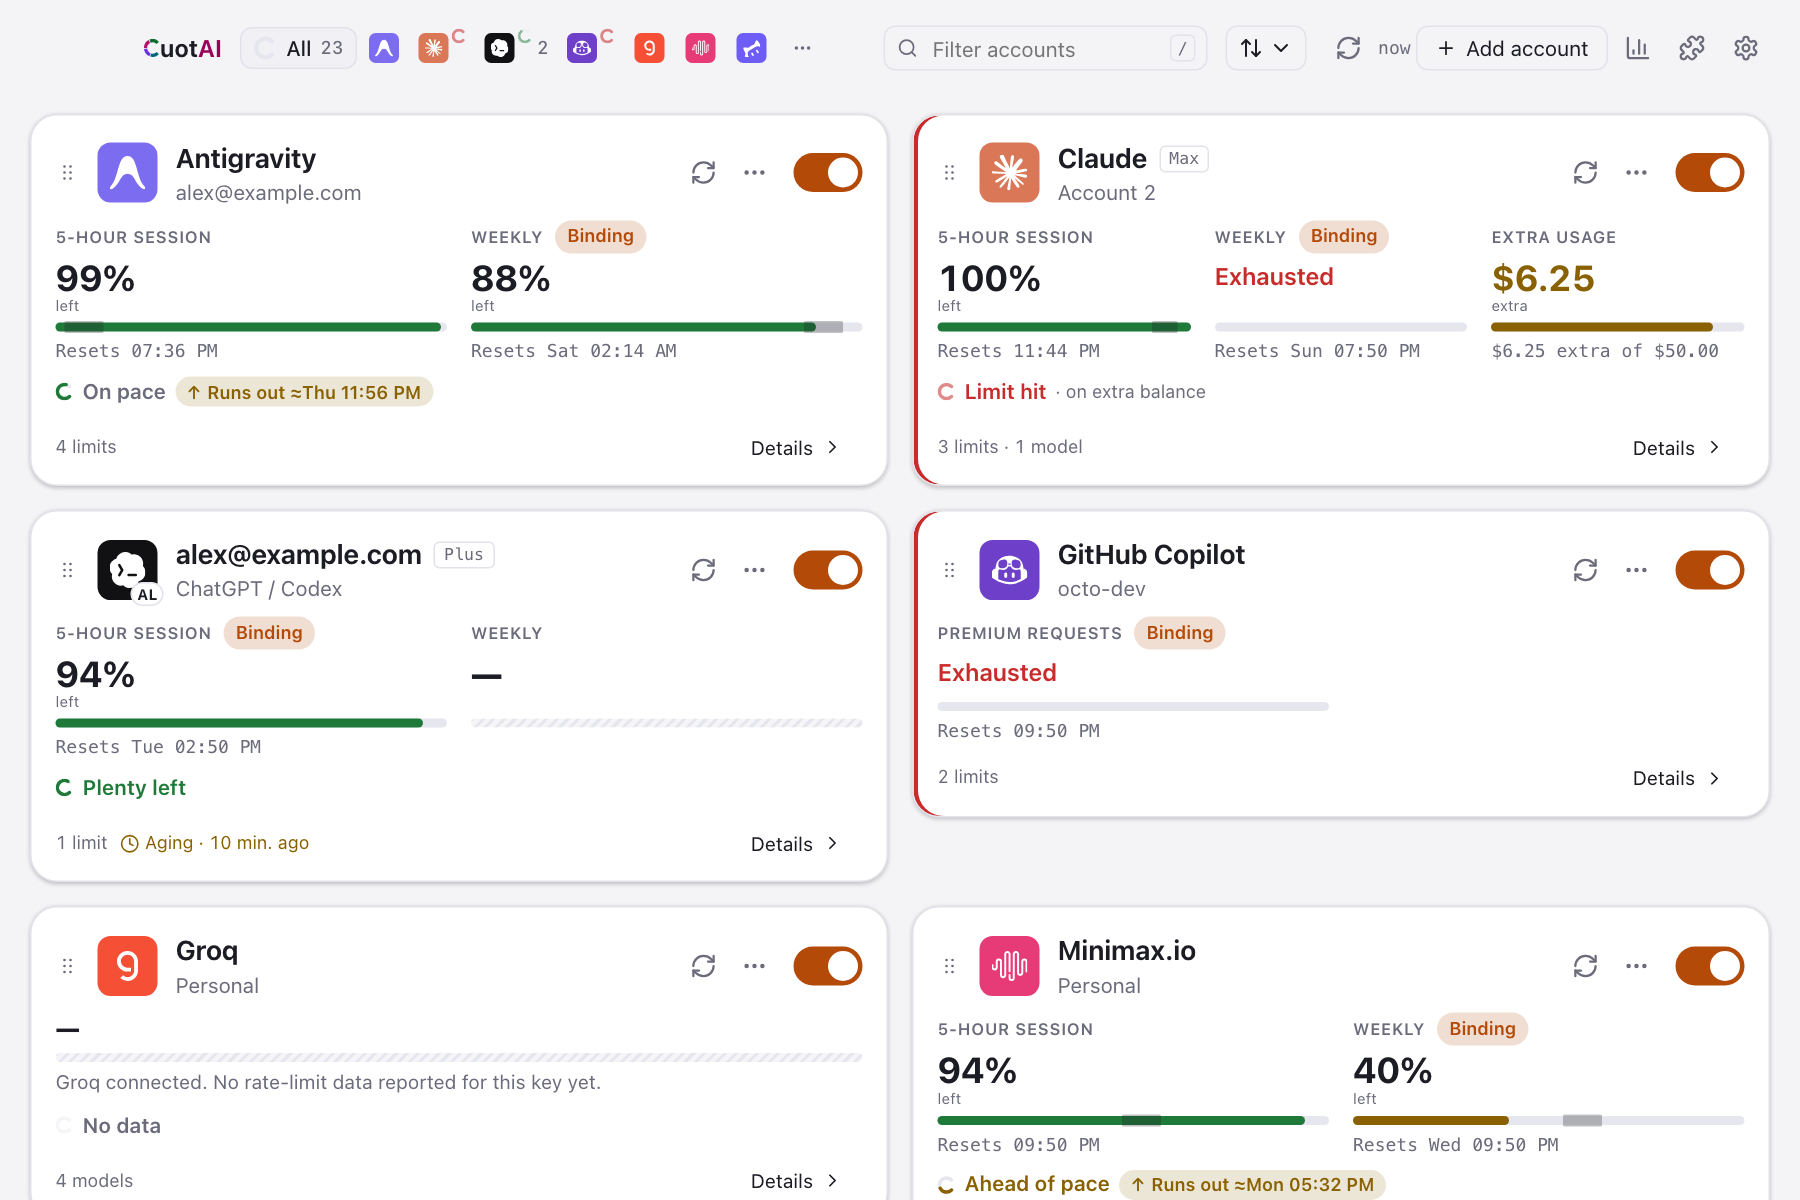 CuotAI All 23 2 Filter accounts / now + Add account
Antigravity
alex@example.com
5-HOUR SESSION
99%
left
Resets 07:36 PM
WEEKLY Binding
88%
left
Resets Sat 02:14 AM
On pace ↑ Runs out ≈Thu 11:56 PM
4 limits Details
Claude Max
Account 2
5-HOUR SESSION
100%
left
Resets 11:44 PM
WEEKLY Binding
Exhausted
Resets Sun 07:50 PM
EXTRA USAGE
$6.25
extra
$6.25 extra of $50.00
Limit hit · on extra balance
3 limits · 1 model Details
alex@example.com Plus
AL
ChatGPT / Codex
5-HOUR SESSION Binding
94%
left
Resets Tue 02:50 PM
WEEKLY
—
Plenty left
1 limit Aging · 10 min. ago Details
GitHub Copilot
octo-dev
PREMIUM REQUESTS Binding
Exhausted
Resets 09:50 PM
2 limits Details
Groq
Personal
—
Groq connected. No rate-limit data reported for this key yet.
No data
4 models Details
Minimax.io
Personal
5-HOUR SESSION
94%
left
Resets 09:50 PM
WEEKLY Binding
40%
left
Resets Wed 09:50 PM
Ahead of pace ↑ Runs out ≈Mon 05:32 PM